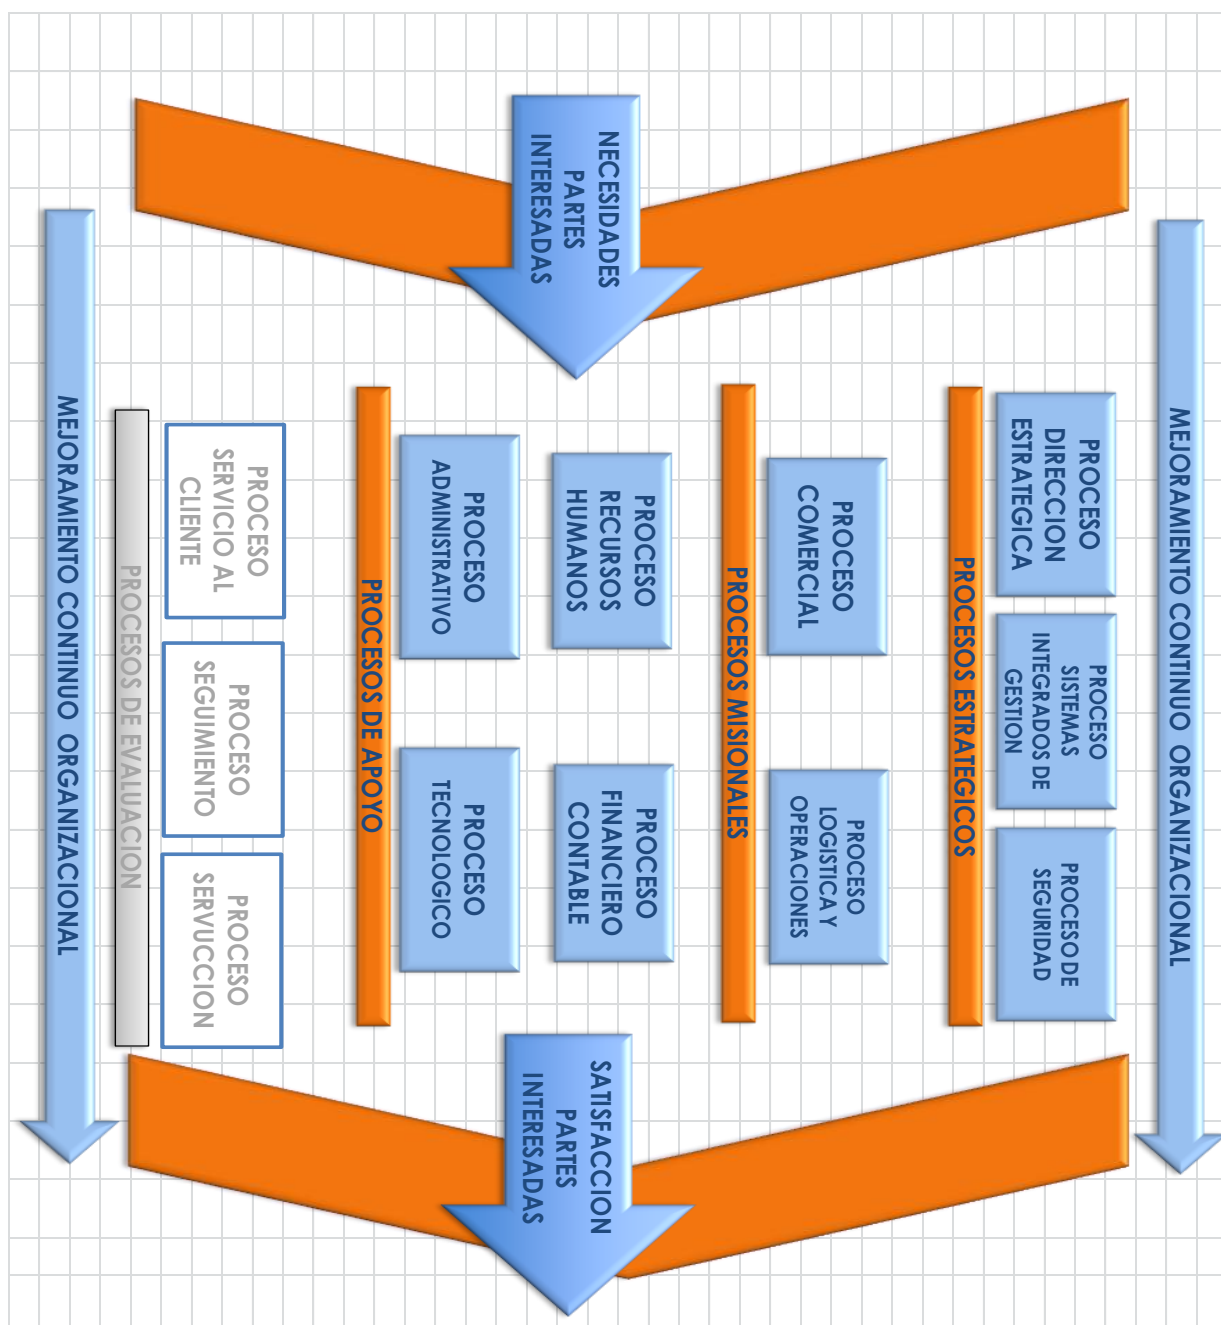 MEJORAMIENTO CONTINUO ORGANIZACIONAL
PROCESO
DIRECCION
ESTRATEGICA
PROCESO
SISTEMAS
INTEGRADOS DE
GESTION
PROCESO DE
SEGURIDAD
PROCESOS ESTRATEGICOS
PROCESO
COMERCIAL
PROCESO
LOGISTICA Y
OPERACIONES
PROCESOS MISIONALES
NECESIDADES
PARTES
INTERESADAS
PROCESO
RECURSOS
HUMANOS
PROCESO
FINANCIERO
CONTABLE
SATISFACCION
PARTES
INTERESADAS
PROCESO
ADMINISTRATIVO
PROCESO
TECNOLOGICO
PROCESOS DE APOYO
PROCESO
SERVICIO AL
CLIENTE
PROCESO
SEGUIMIENTO
PROCESO
SERVUCCION
PROCESOS DE EVALUACION
MEJORAMIENTO CONTINUO ORGANIZACIONAL